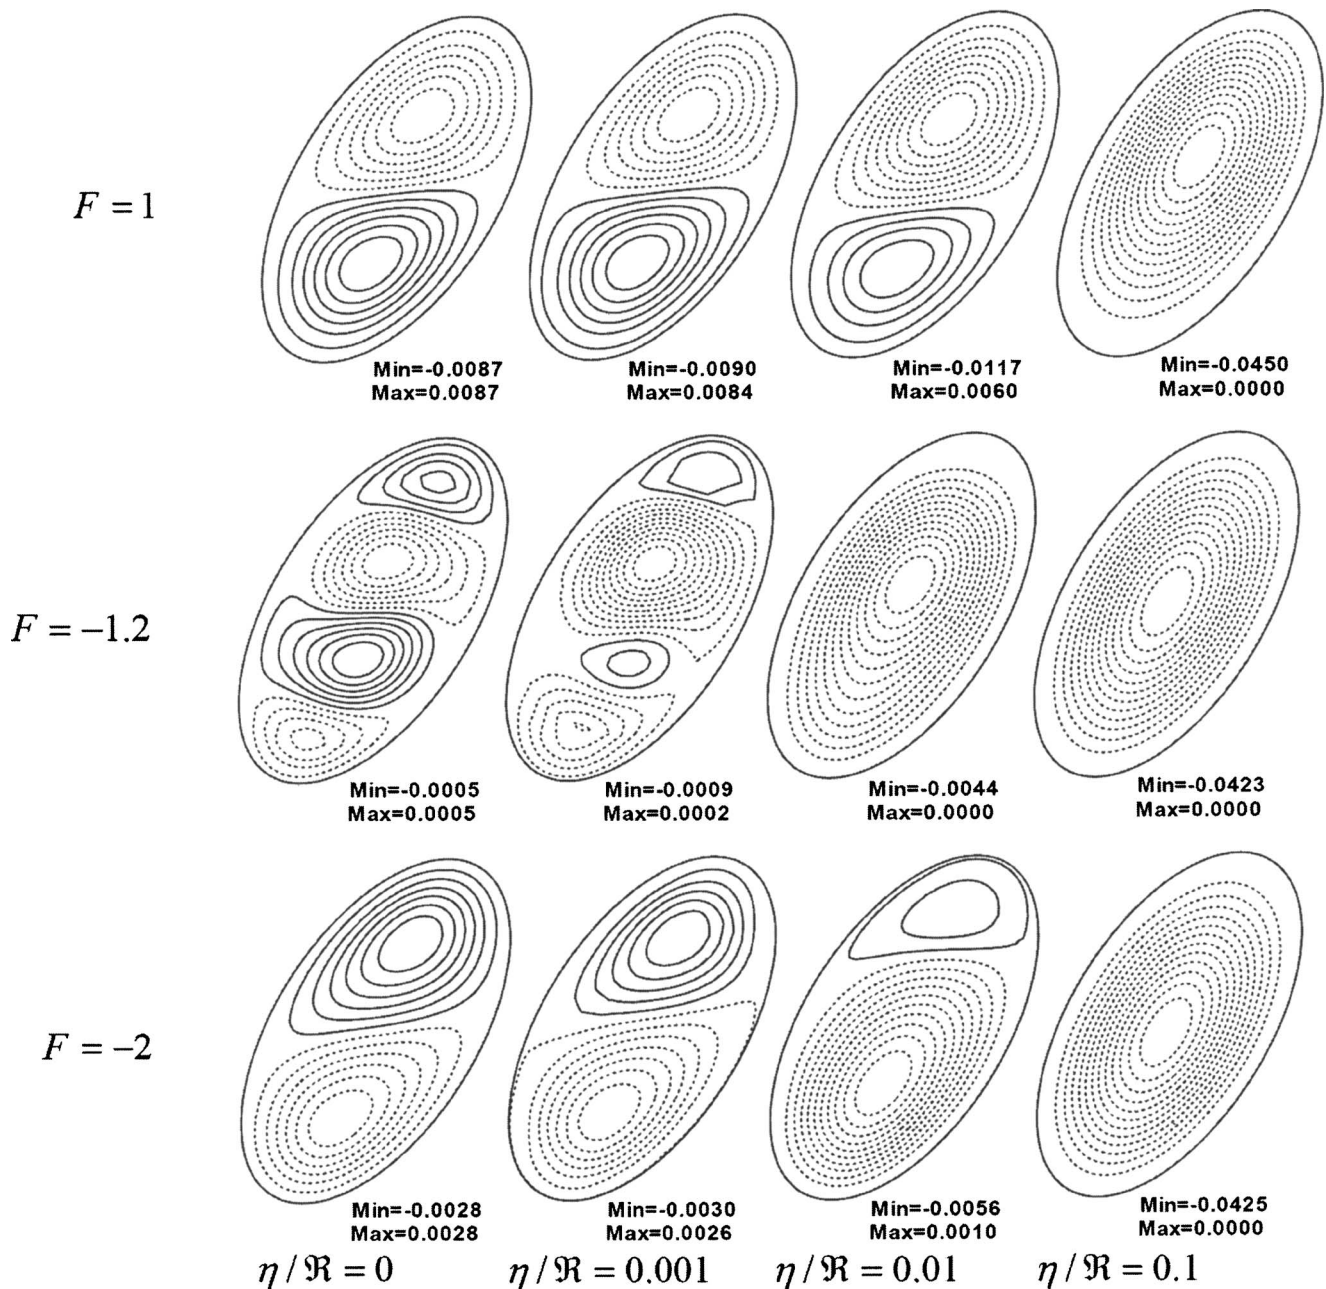 F = 1
Min=-0.0087
Max=0.0087
Min=-0.0090
Max=0.0084
Min=-0.0117
Max=0.0060
Min=-0.0450
Max=0.0000
F = −1.2
Min=-0.0005
Max=0.0005
Min=-0.0009
Max=0.0002
Min=-0.0044
Max=0.0000
Min=-0.0423
Max=0.0000
F = −2
Min=-0.0028
Max=0.0028
Min=-0.0030
Max=0.0026
Min=-0.0056
Max=0.0010
Min=-0.0425
Max=0.0000
η / ℜ = 0
η / ℜ = 0.001
η / ℜ = 0.01
η / ℜ = 0.1